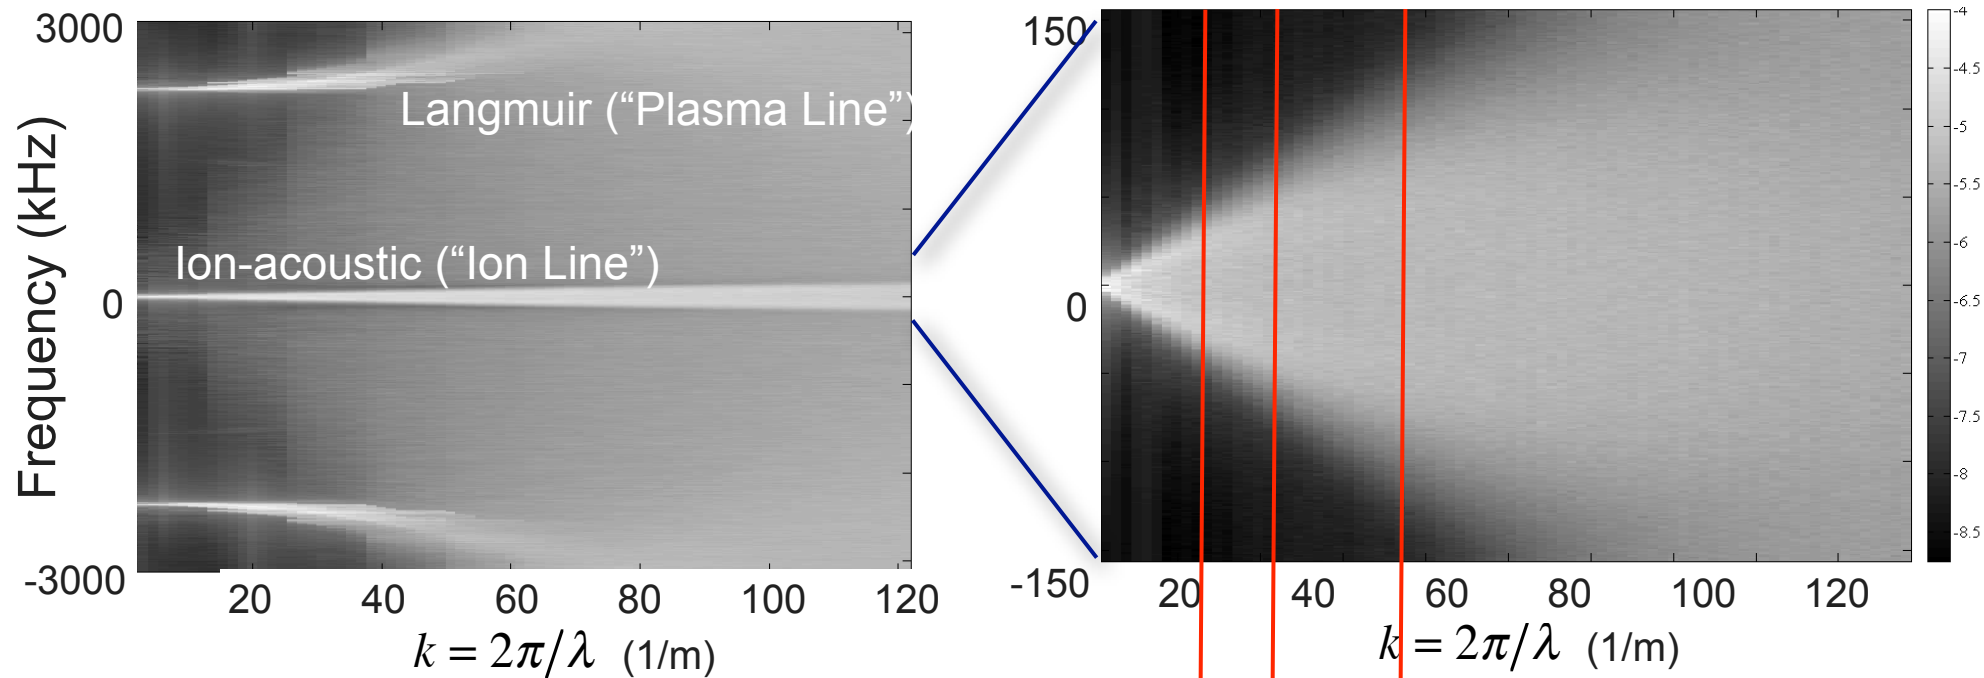 3000
Langmuir (“Plasma Line”)
Ion-acoustic (“Ion Line”)
0
-3000
Frequency (kHz)
20 40 60 80 100 120
k = 2π/λ (1/m)
150
0
-150
20 40 60 80 100 120
k = 2π/λ (1/m)
-4
-4.5
-5
-5.5
-6
-6.5
-7
-7.5
-8
-8.5